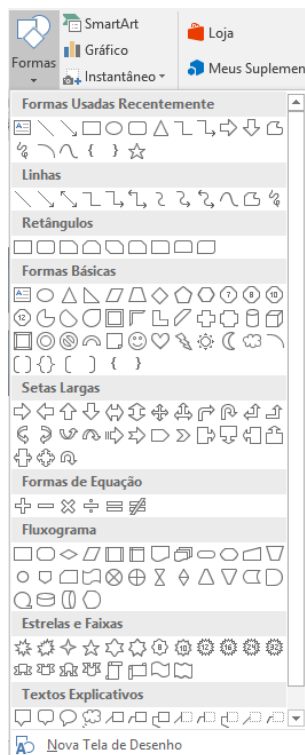 SmartArt
Gráfico
Formas
Instantâneo
Loja
Meus Suplemen
Formas Usadas Recentemente
Linhas
Retângulos
Formas Básicas
Setas Largas
Formas de Equação
Fluxograma
Estrelas e Faixas
Textos Explicativos
Nova Tela de Desenho